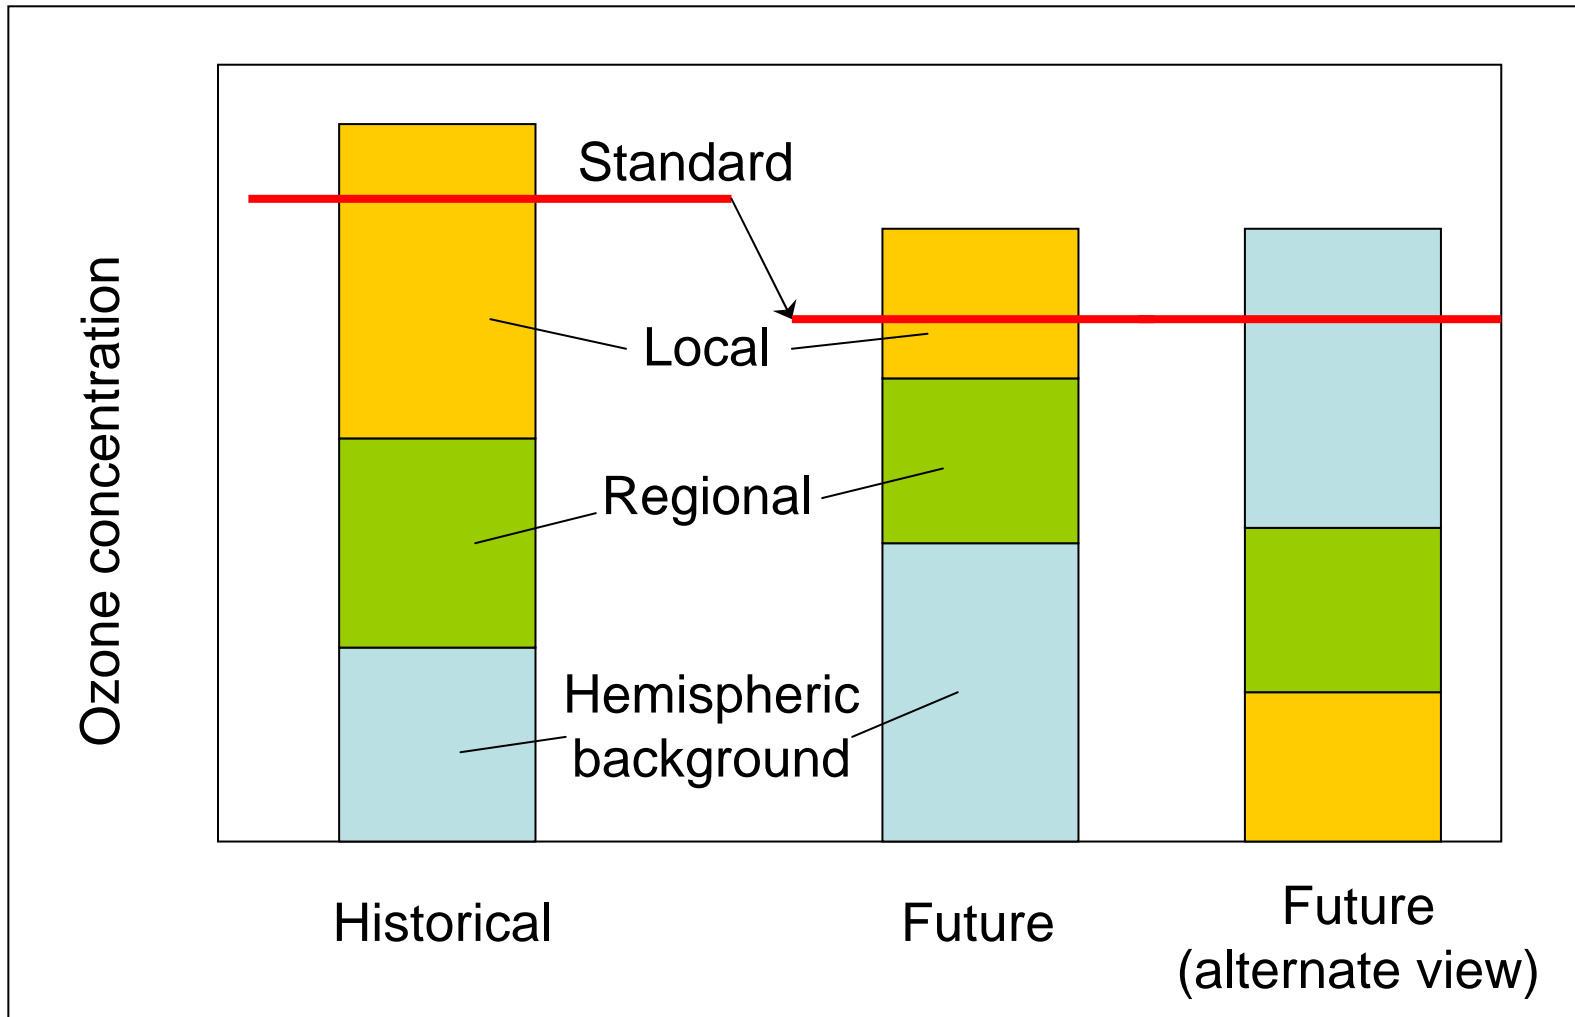 Ozone concentration
Standard
Local
Regional
Hemispheric
background
Historical
Future
Future
(alternate view)